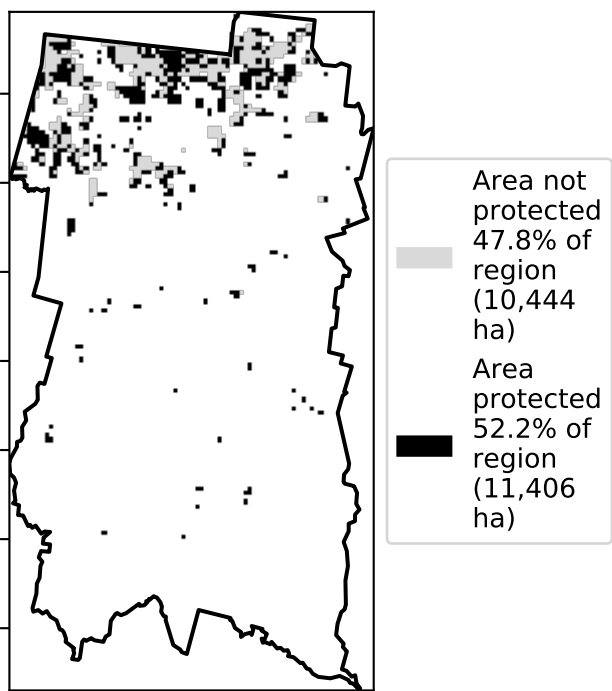 Area not
protected
47.8% of
region
(10,444
ha)
Area
protected
52.2% of
region
(11,406
ha)